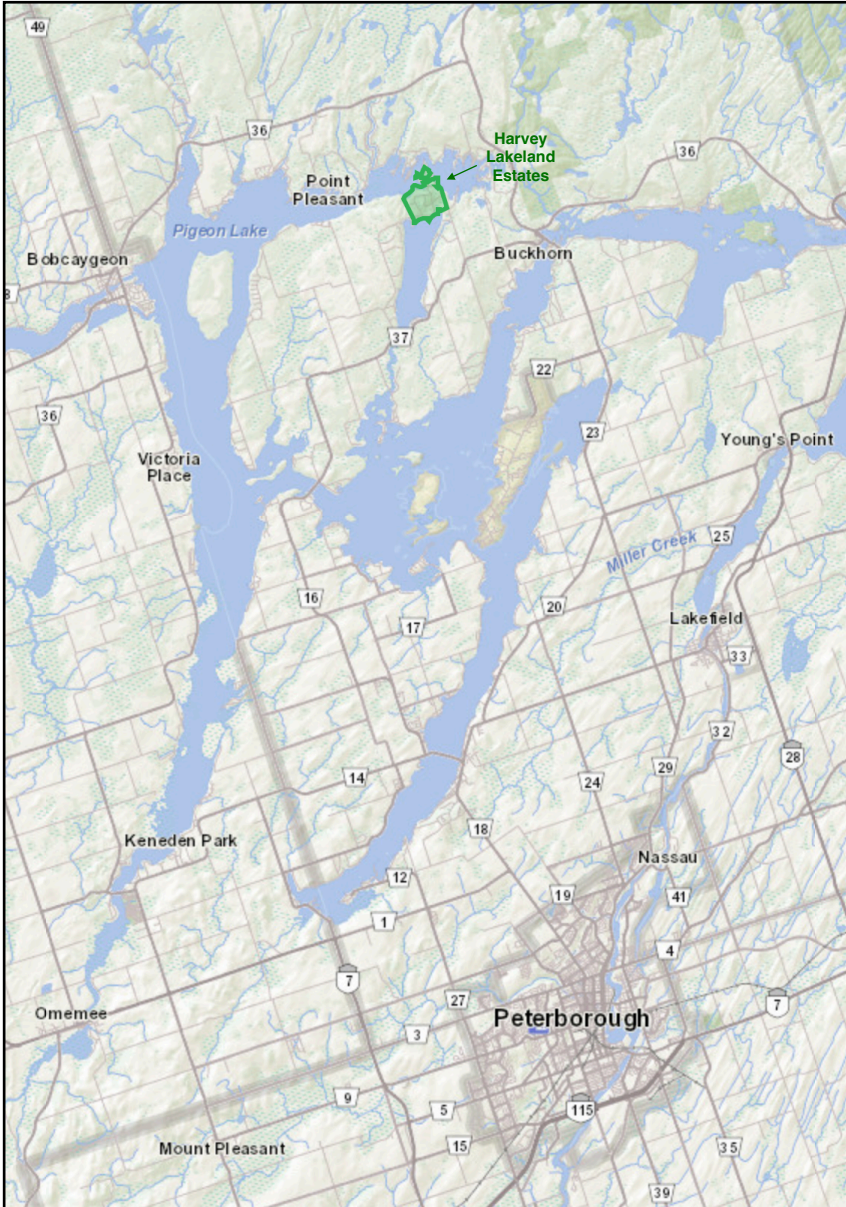 49
36
Harvey
Lakeland
Estates
36
Point
Pleasant
Pigeon Lake
Bobcaygeon
Buckhorn
8
37
22
36
23
Young's Point
Victoria
Place
25
Miller Creek
16
20
17
Lakefield
33
32
14
29
28
24
18
Keneden Park
Nassau
12
19
41
1
4
7
27
7
Omemee
Peterborough
3
9
5
115
Mount Pleasant
15
35
39